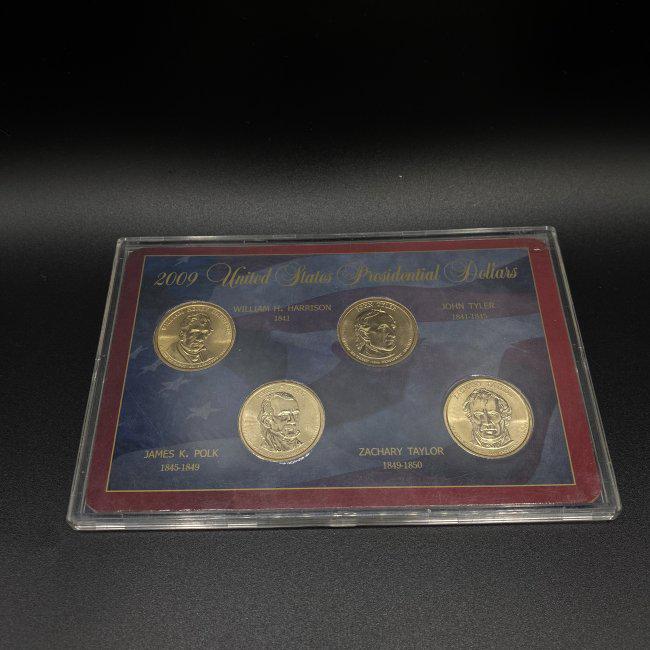 2009 United States Presidential Dollars
WILLIAM H. HARRISON
1841
JOHN TYLER
1841-1845
JAMES K. POLK
1845-1849
ZACHARY TAYLOR
1849-1850